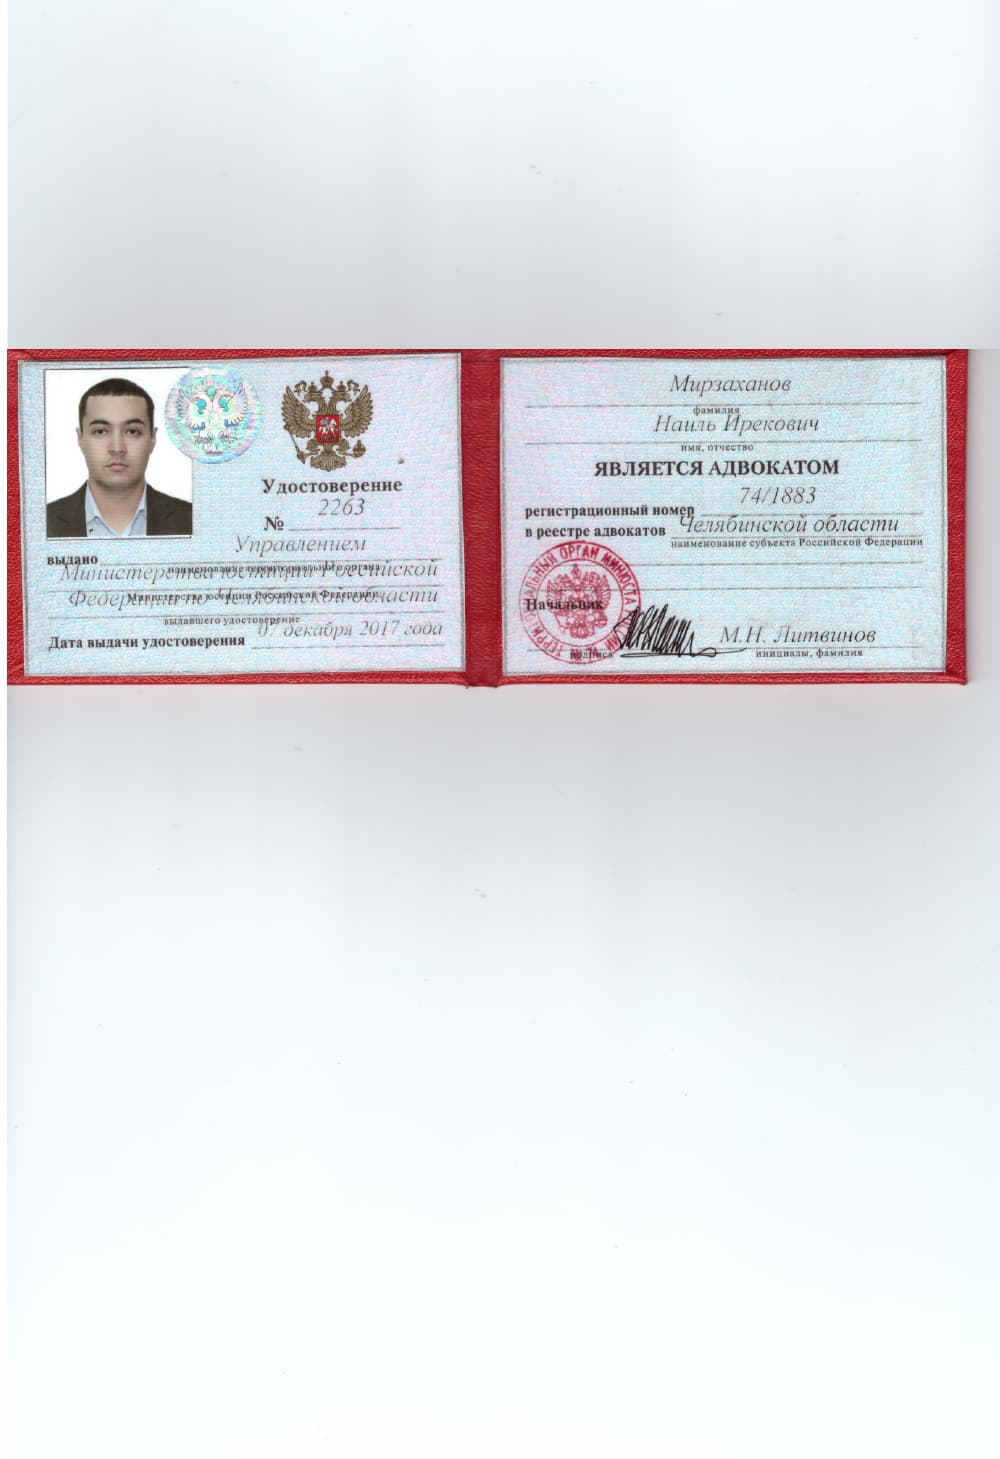 Удостоверение
№ 2263
выдано Управлением
наименование территориального органа
Министерства юстиции Российской
Министерства юстиции Российской Федерации,
Федерации по Челябинской области
выдавшего удостоверение
Дата выдачи удостоверения 07 декабря 2017 года
Мирзаханов
фамилия
Наиль Ирекович
имя, отчество
ЯВЛЯЕТСЯ АДВОКАТОМ
регистрационный номер 74/1883
в реестре адвокатов Челябинской области
наименование субъекта Российской Федерации
ТЕРРИТОРИАЛЬНЫЙ ОРГАН МИНЮСТА
Начальник М.Н. Литвинов
подпись инициалы, фамилия